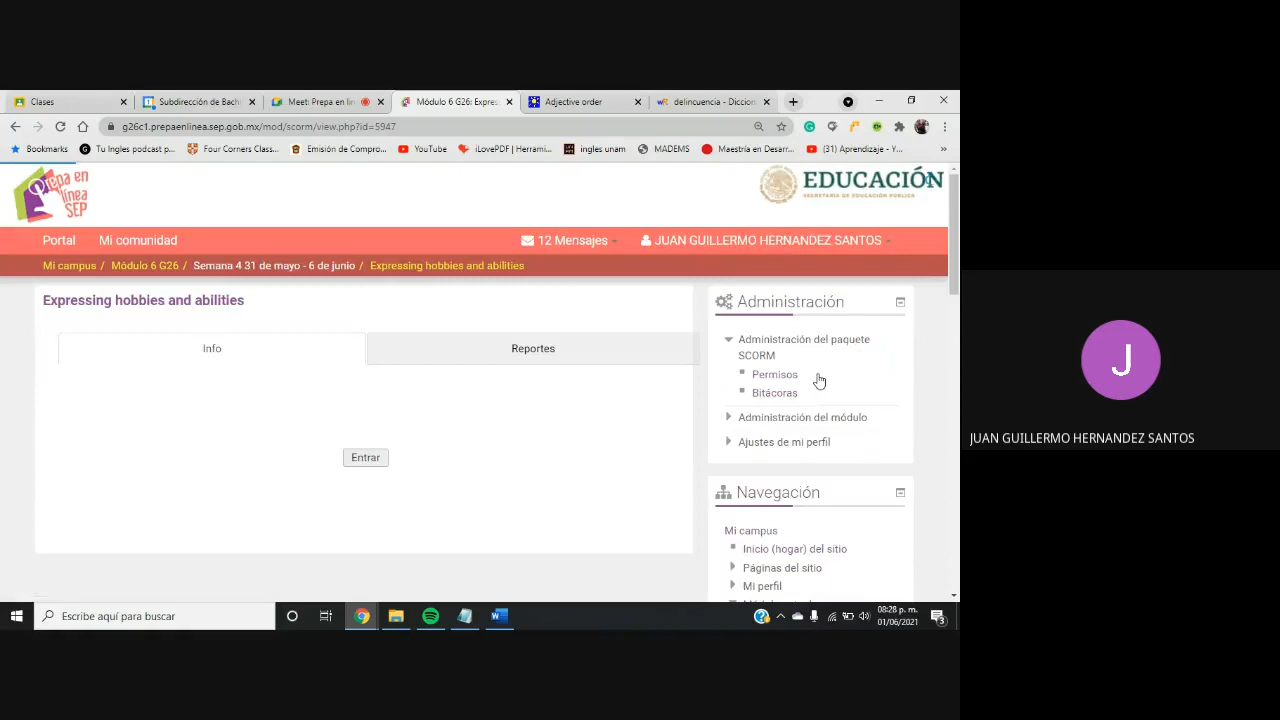 Clases
Subdirección de Bach
Meet: Prepa en lín
Módulo 6 G26: Expres
Adjective order
delincuencia - Diccion
g26c1.prepaenlinea.sep.gob.mx/mod/scorm/view.php?id=5947
Bookmarks
Tu Ingles podcast p...
Four Corners Class...
Emisión de Compro...
YouTube
iLovePDF | Herrami...
ingles unam
MADEMS
Maestría en Desarro...
(31) Aprendizaje - Y...
Prepa en
línea
SEP
EDUCACIÓN
SECRETARÍA DE EDUCACIÓN PÚBLICA
Portal
Mi comunidad
12 Mensajes
JUAN GUILLERMO HERNANDEZ SANTOS
Mi campus / Módulo 6 G26 / Semana 4 31 de mayo - 6 de junio / Expressing hobbies and abilities
Expressing hobbies and abilities
Info
Reportes
Entrar
Administración
Administración del paquete
SCORM
Permisos
Bitácoras
Administración del módulo
Ajustes de mi perfil
Navegación
Mi campus
Inicio (hogar) del sitio
Páginas del sitio
Mi perfil
J
JUAN GUILLERMO HERNANDEZ SANTOS
Escribe aquí para buscar
08:28 p. m.
01/06/2021
3